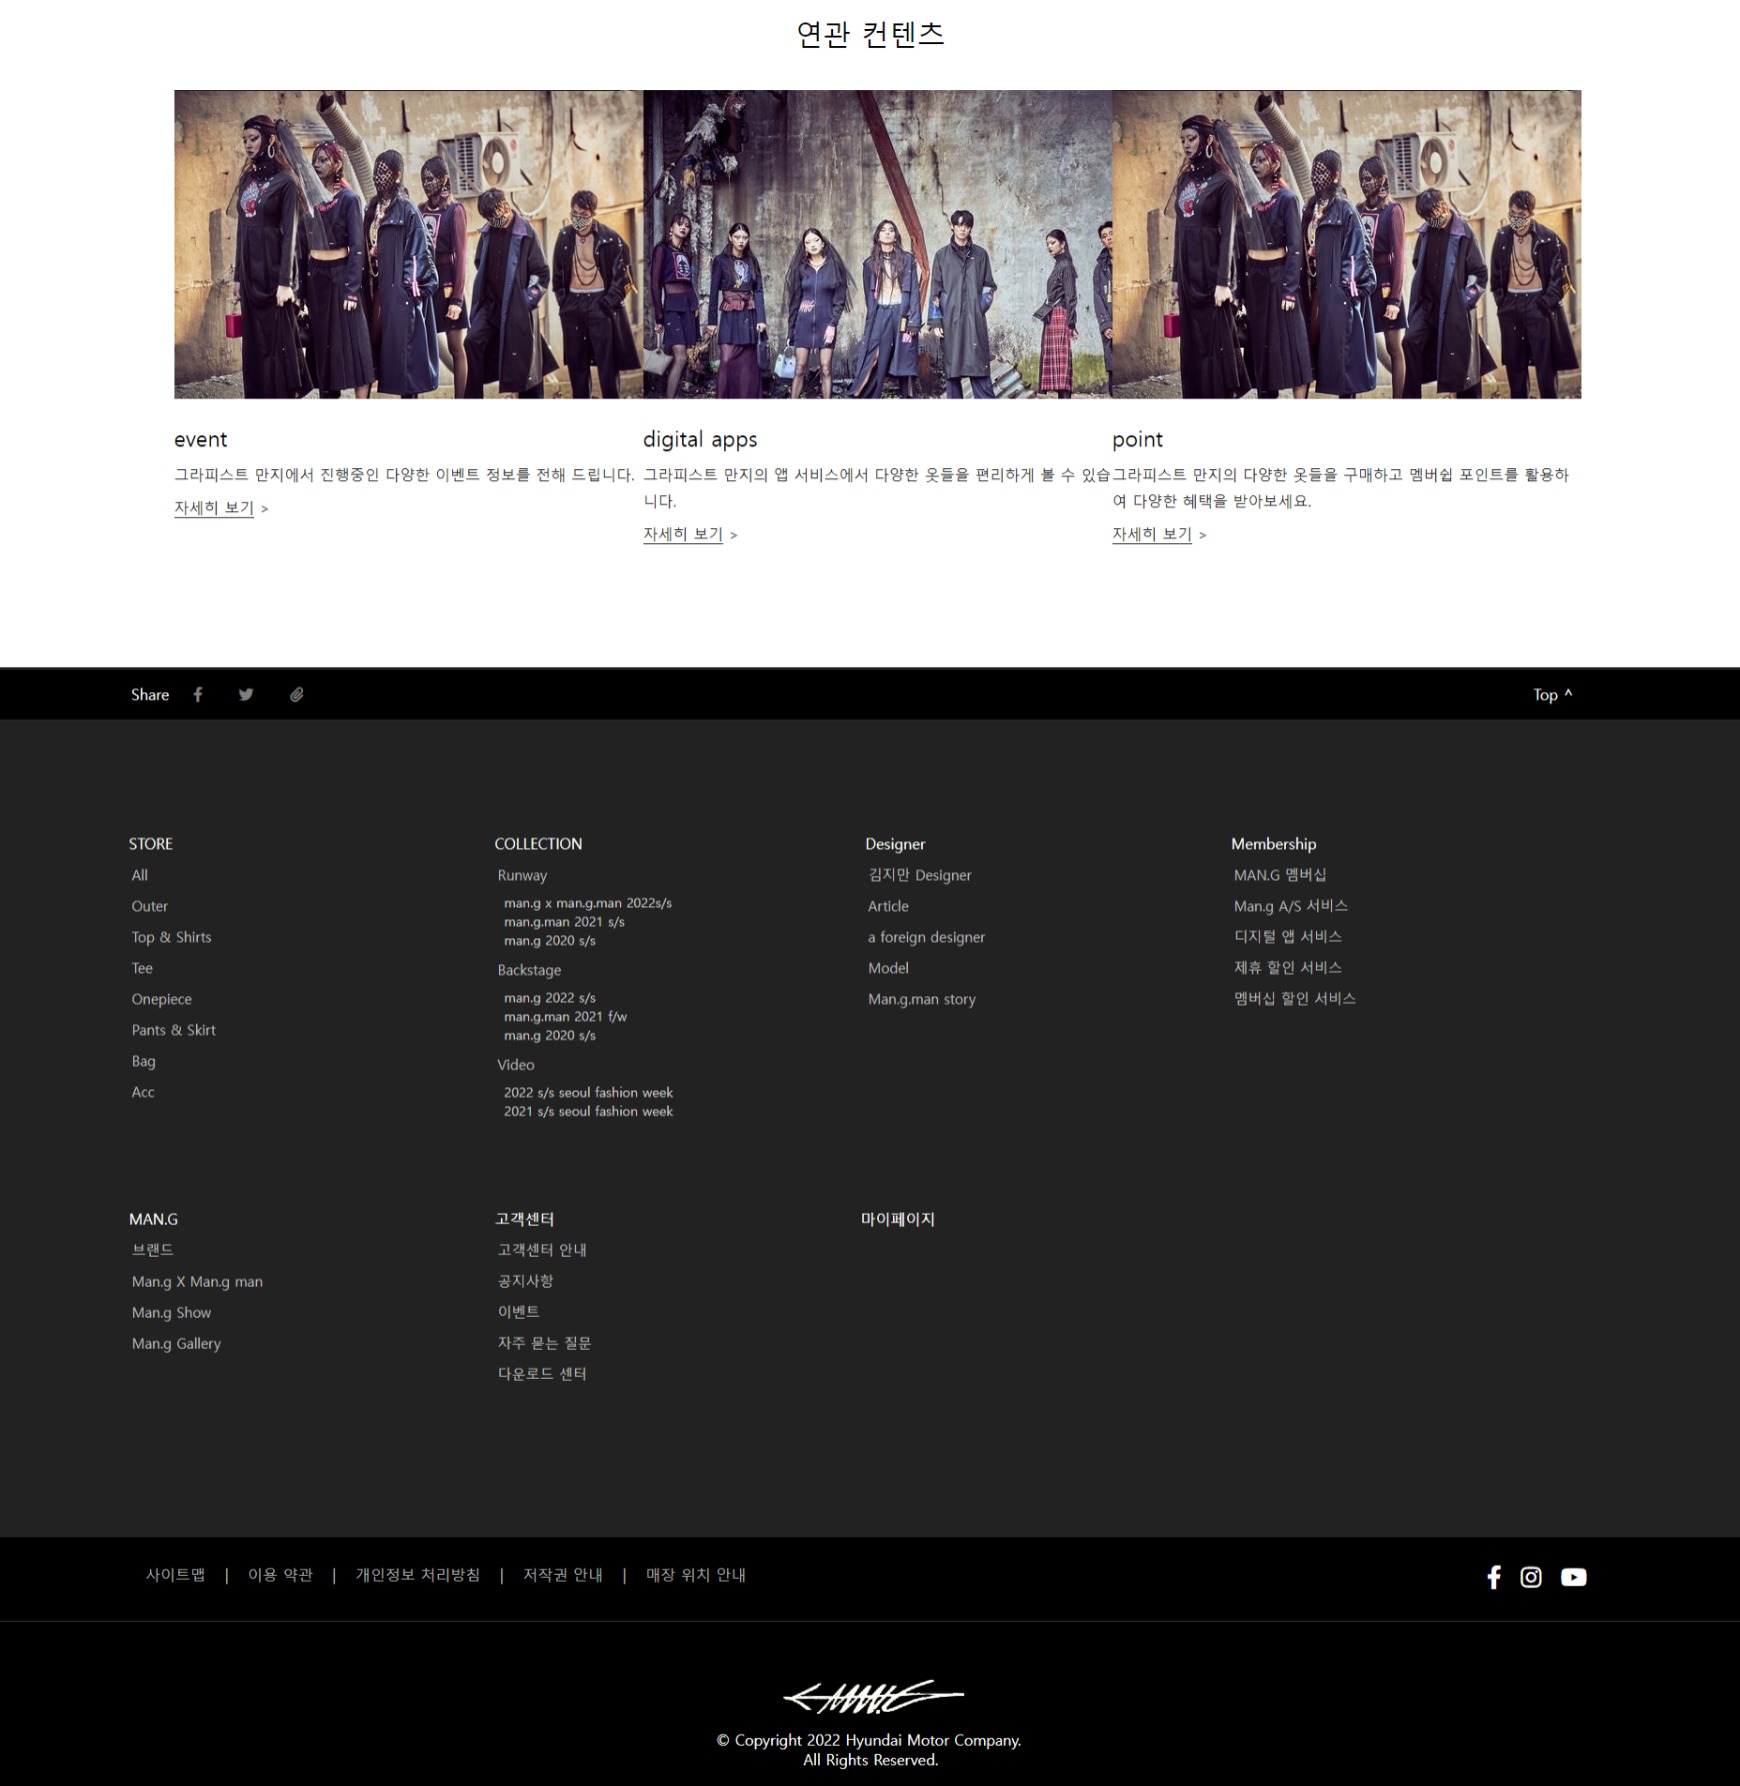 연관 컨텐츠
event
그라피스트 만지에서 진행중인 다양한 이벤트 정보를 전해 드립니다.
자세히 보기 >
digital apps
그라피스트 만지의 앱 서비스에서 다양한 옷들을 편리하게 볼 수 있습
니다.
자세히 보기 >
point
그라피스트 만지의 다양한 옷들을 구매하고 멤버쉽 포인트를 활용하
여 다양한 혜택을 받아보세요.
자세히 보기 >
Share
Top ^
STORE
All
Outer
Top & Shirts
Tee
Onepiece
Pants & Skirt
Bag
Acc
COLLECTION
Runway
man.g x man.g.man 2022s/s
man.g.man 2021 s/s
man.g 2020 s/s
Backstage
man.g 2022 s/s
man.g.man 2021 f/w
man.g 2020 s/s
Video
2022 s/s seoul fashion week
2021 s/s seoul fashion week
Designer
김지만 Designer
Article
a foreign designer
Model
Man.g.man story
Membership
MAN.G 멤버십
Man.g A/S 서비스
디지털 앱 서비스
제휴 할인 서비스
멤버십 할인 서비스
MAN.G
브랜드
Man.g X Man.g man
Man.g Show
Man.g Gallery
고객센터
고객센터 안내
공지사항
이벤트
자주 묻는 질문
다운로드 센터
마이페이지
사이트맵 | 이용 약관 | 개인정보 처리방침 | 저작권 안내 | 매장 위치 안내
MAN.G
© Copyright 2022 Hyundai Motor Company.
All Rights Reserved.